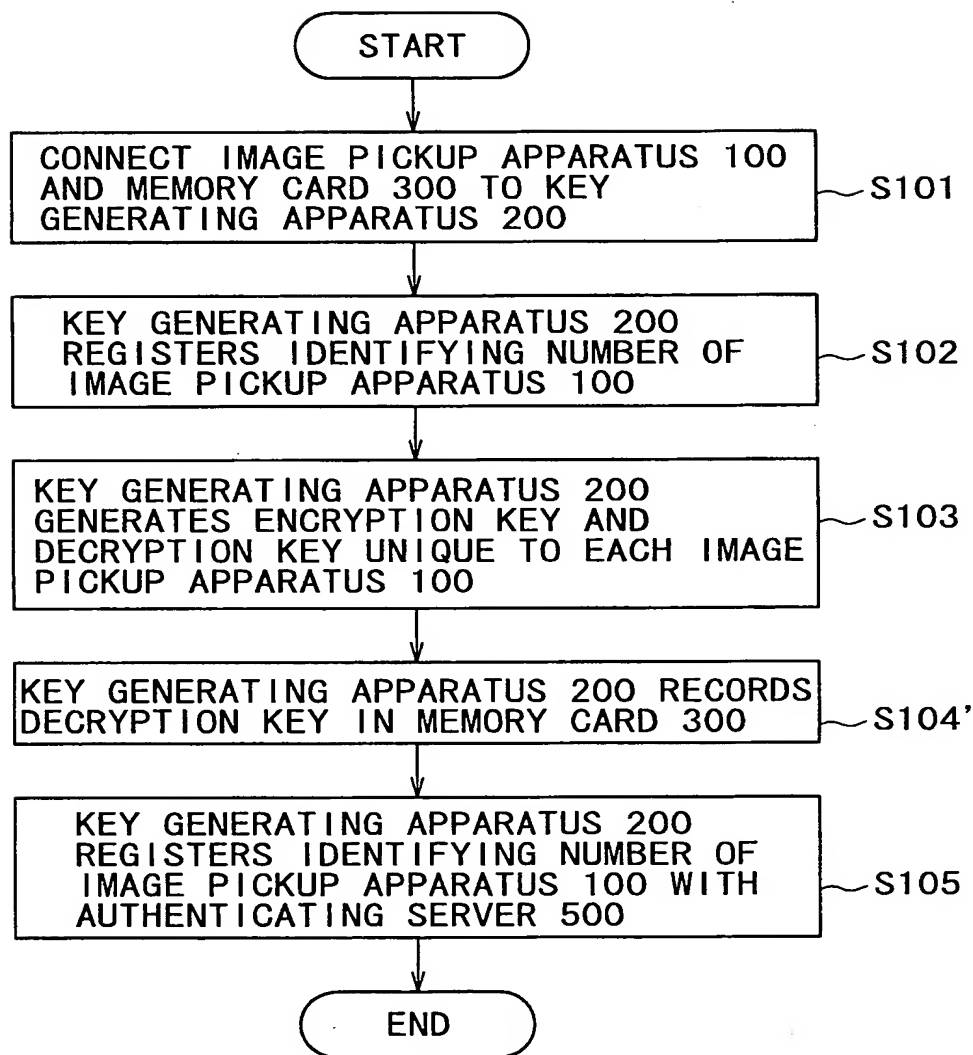 START
CONNECT IMAGE PICKUP APPARATUS 100
AND MEMORY CARD 300 TO KEY
GENERATING APPARATUS 200
S101
KEY GENERATING APPARATUS 200
REGISTERS IDENTIFYING NUMBER OF
IMAGE PICKUP APPARATUS 100
S102
KEY GENERATING APPARATUS 200
GENERATES ENCRYPTION KEY AND
DECRYPTION KEY UNIQUE TO EACH IMAGE
PICKUP APPARATUS 100
S103
KEY GENERATING APPARATUS 200 RECORDS
DECRYPTION KEY IN MEMORY CARD 300
S104'
KEY GENERATING APPARATUS 200
REGISTERS IDENTIFYING NUMBER OF
IMAGE PICKUP APPARATUS 100 WITH
AUTHENTICATING SERVER 500
S105
END